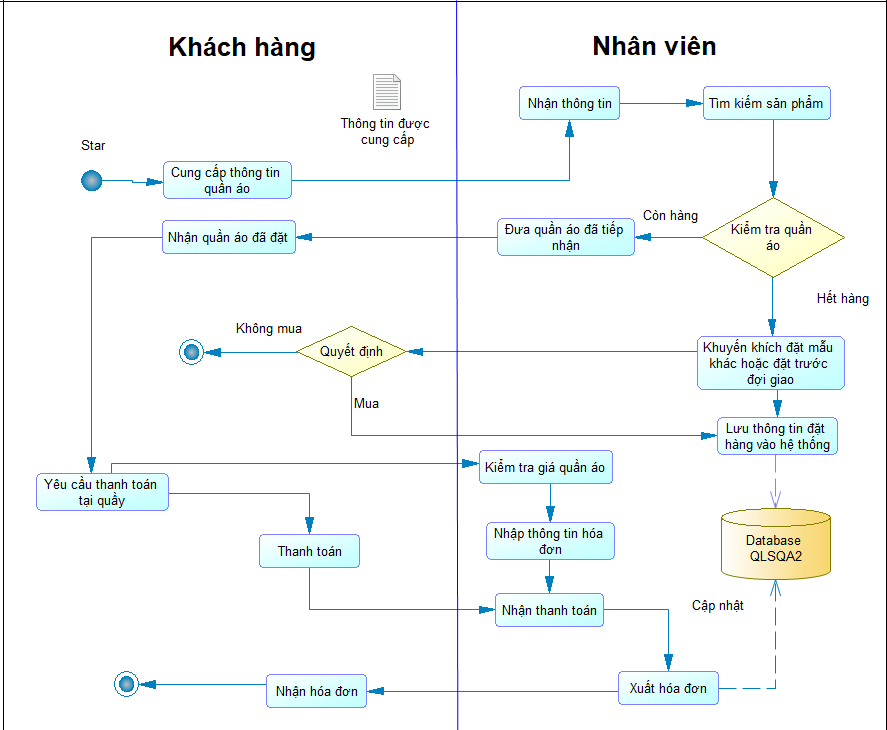 Khách hàng
Nhân viên
Thông tin được
cung cấp
Nhận thông tin
Tìm kiếm sản phẩm
Star
Cung cấp thông tin
quần áo
Nhận quần áo đã đặt
Đưa quần áo đã tiếp
nhận
Còn hàng
Kiểm tra quần
áo
Hết hàng
Không mua
Quyết định
Khuyến khích đặt mẫu
khác hoặc đặt trước
đợi giao
Mua
Lưu thông tin đặt
hàng vào hệ thống
Yêu cầu thanh toán
tại quầy
Kiểm tra giá quần áo
Thanh toán
Nhập thông tin hóa
đơn
Database
QLSQA2
Nhận thanh toán
Cập nhật
Nhận hóa đơn
Xuất hóa đơn